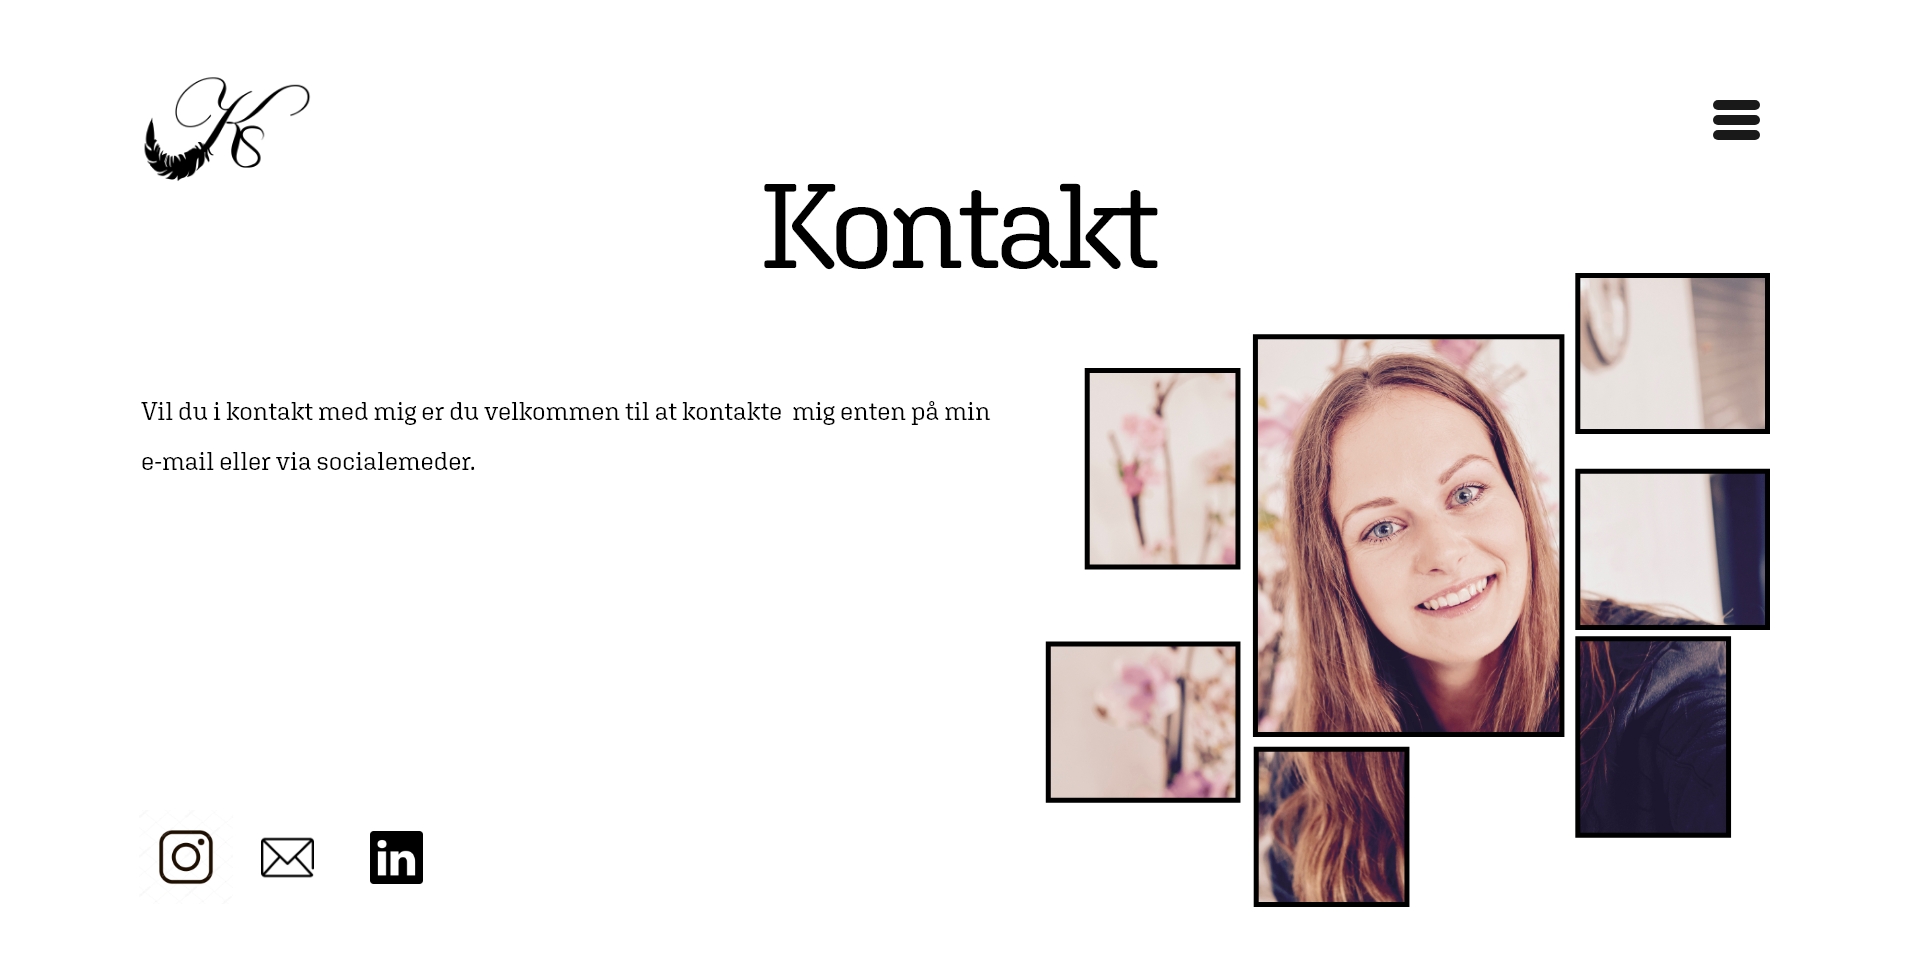 Ks
Kontakt
Vil du i kontakt med mig er du velkommen til at kontakte  mig enten på min
e-mail eller via socialemeder.
in